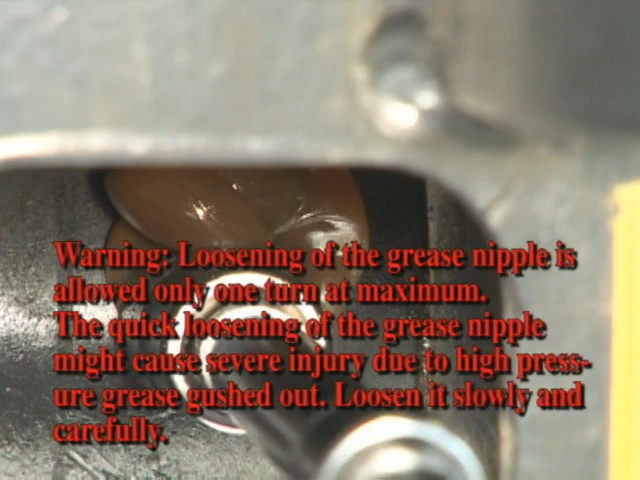 Warning: Loosening of the grease nipple is
allowed only one turn at maximum.
The quick loosening of the grease nipple
might cause severe injury due to high press-
ure grease gushed out. Loosen it slowly and
carefully.